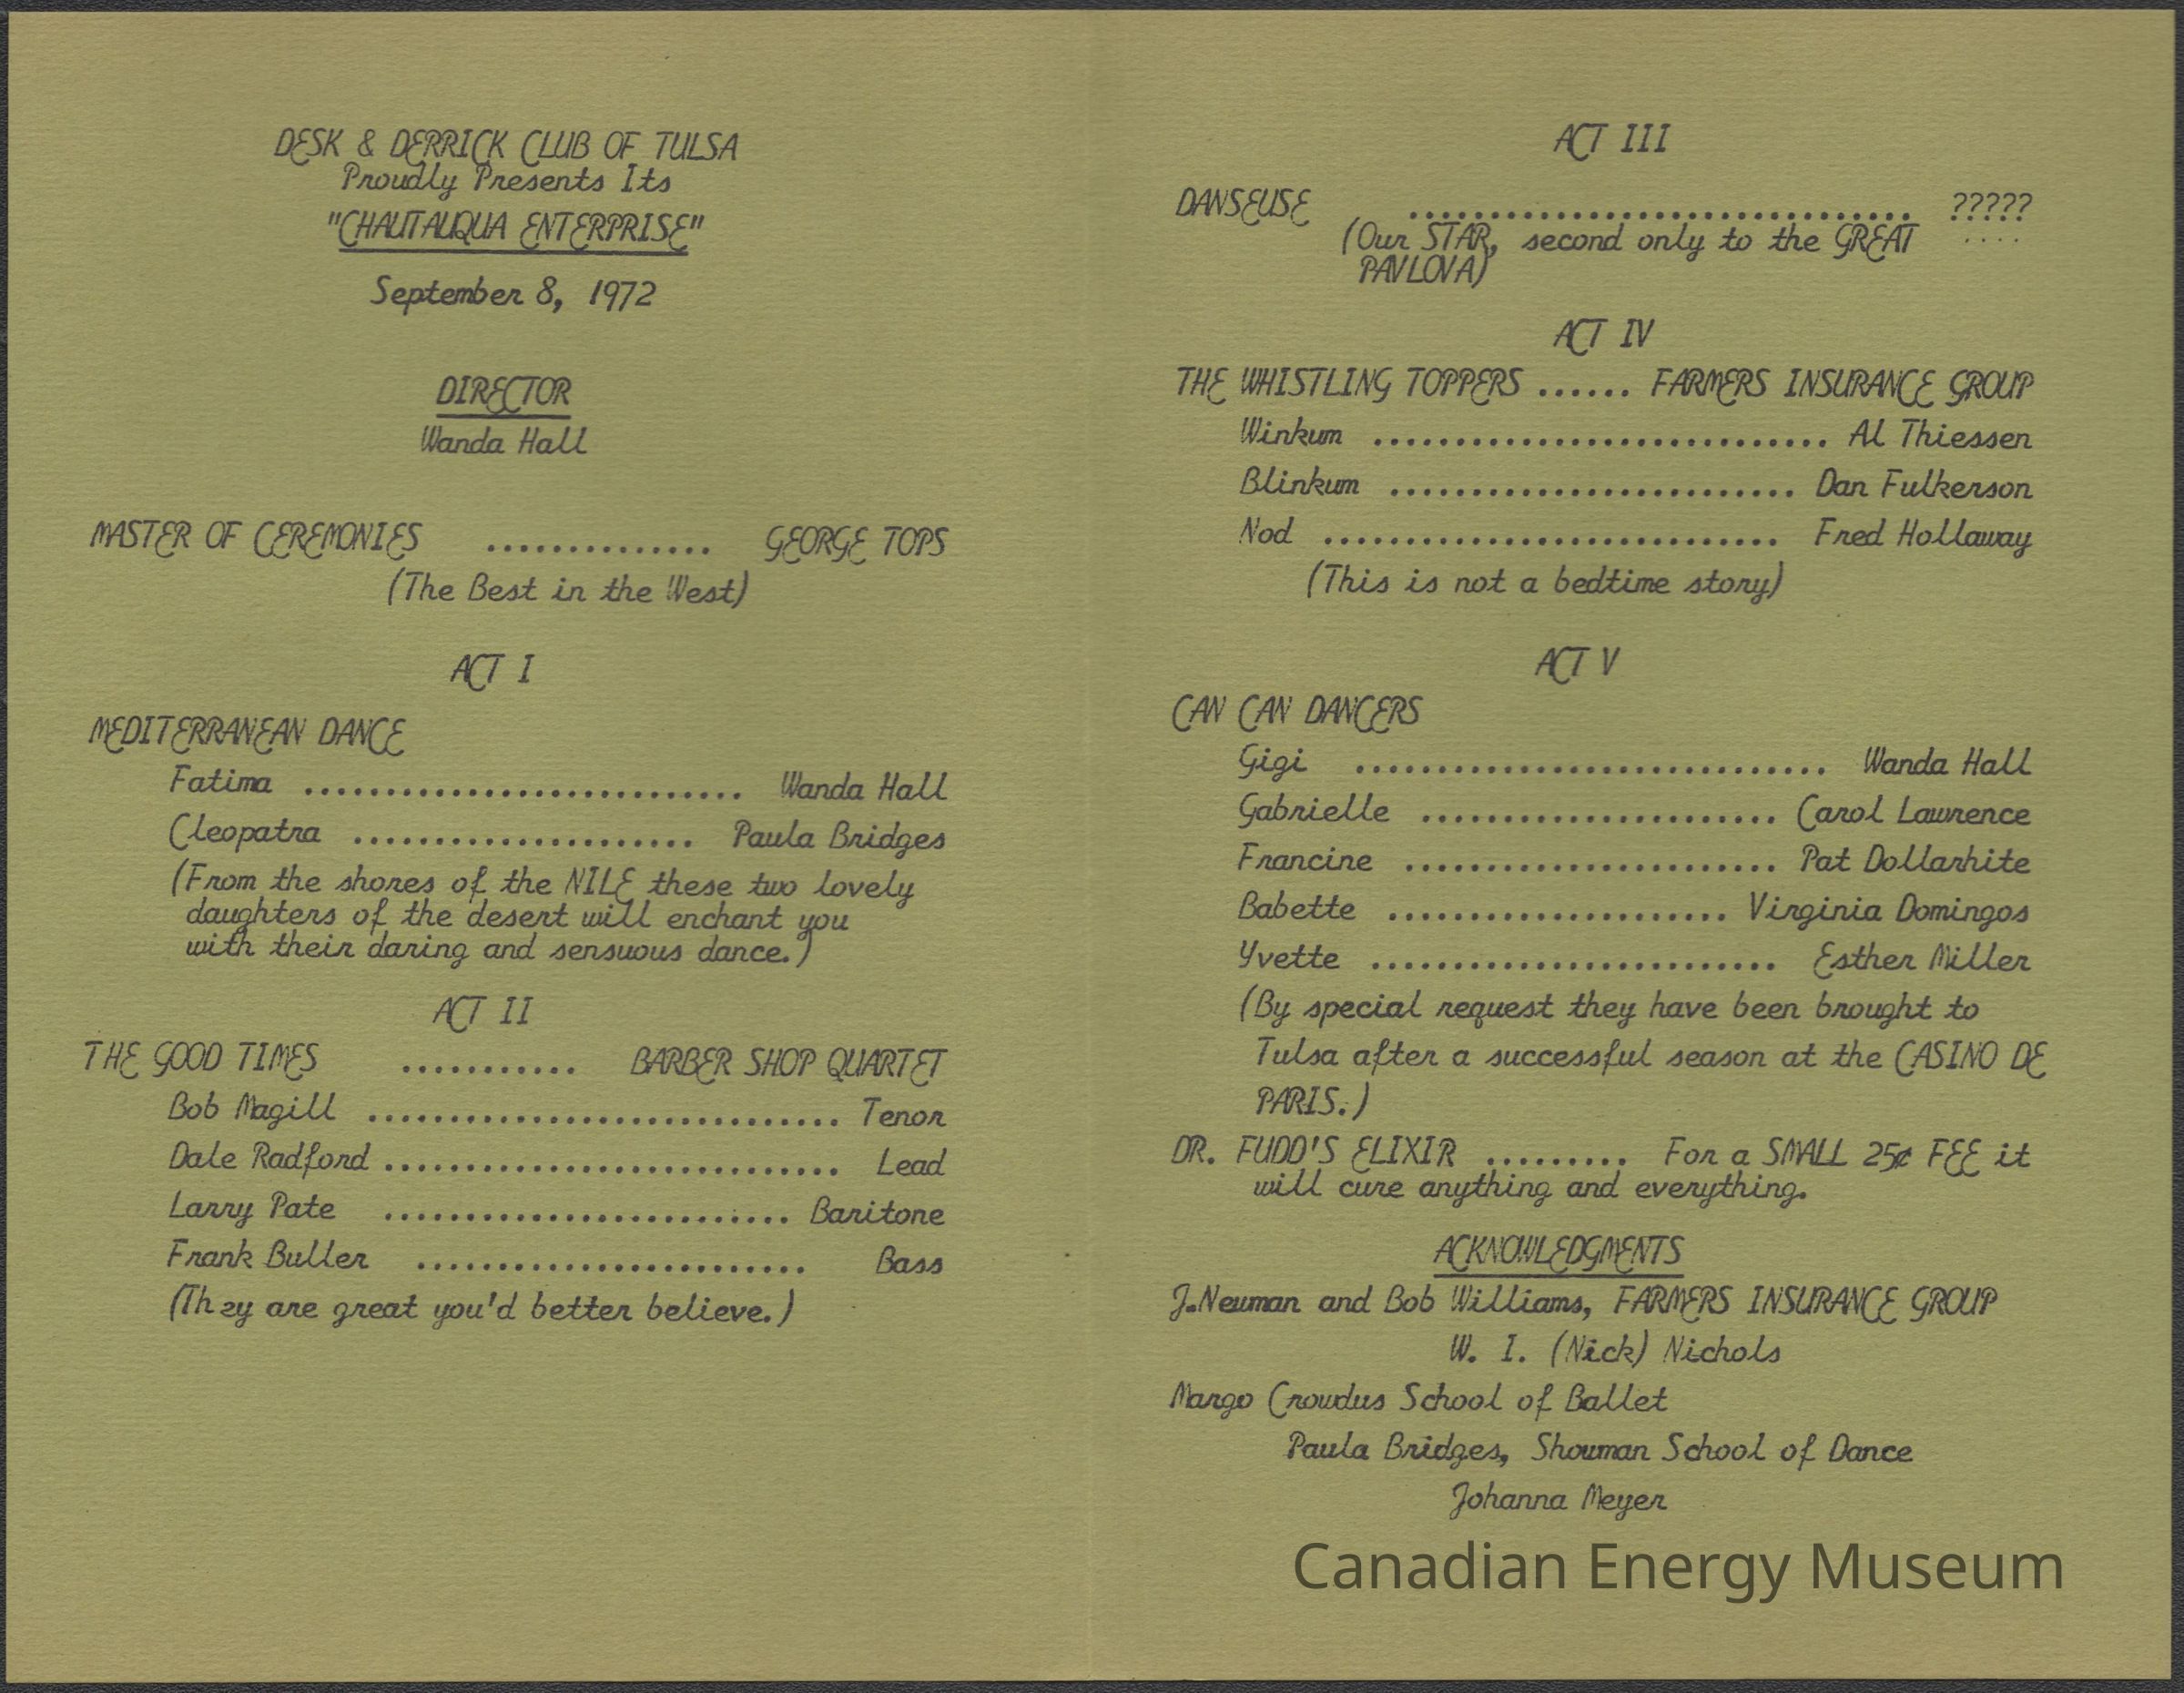 DESK & DERRICK CLUB OF TULSA
Proudly Presents Its
"CHAUTAUQUA ENTERPRISE"
September 8, 1972
DIRECTOR
Wanda Hall
MASTER OF CEREMONIES .............. GEORGE TOPS
(The Best in the West)
ACT I
MEDITERRANEAN DANCE
Fatima ........................... Wanda Hall
Cleopatra ..................... Paula Bridges
(From the shores of the NILE these two lovely
daughters of the desert will enchant you
with their daring and sensuous dance.)
ACT II
THE GOOD TIMES ........... BARBER SHOP QUARTET
Bob Magill ............................. Tenor
Dale Radford ............................ Lead
Larry Pate ......................... Baritone
Frank Buller ........................ Bass
(They are great you'd better believe.)
ACT III
DANSEUSE ............................... ?????
(Our STAR, second only to the GREAT ....
PAVLOVA)
ACT IV
THE WHISTLING TOPPERS ...... FARMERS INSURANCE GROUP
Winkum ............................ Al Thiessen
Blinkum ......................... Dan Fulkerson
Nod ............................ Fred Hollaway
(This is not a bedtime story)
ACT V
CAN CAN DANCERS
Gigi ............................. Wanda Hall
Gabrielle ...................... Carol Lawrence
Francine ....................... Pat Dollarhite
Babette ..................... Virginia Domingos
Yvette ......................... Esther Miller
(By special request they have been brought to
Tulsa after a successful season at the CASINO DE
PARIS.)
DR. FUDD'S ELIXIR ......... For a SMALL 25¢ FEE it
will cure anything and everything.
ACKNOWLEDGMENTS
J.Newman and Bob Williams, FARMERS INSURANCE GROUP
W. I. (Nick) Nichols
Margo Crowdus School of Ballet
Paula Bridges, Showman School of Dance
Johanna Meyer
Canadian Energy Museum